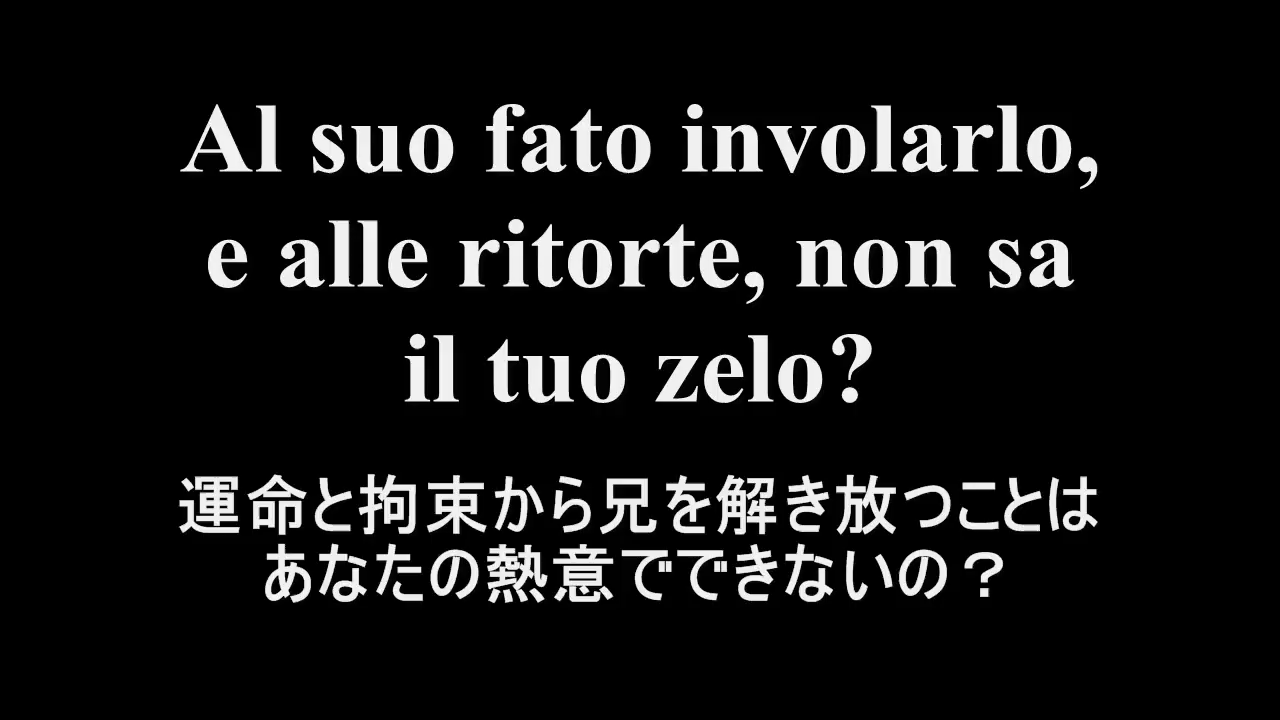 Al suo fato involarlo,
e alle ritorte, non sa
il tuo zelo?
運命と拘束から兄を解き放つことは
あなたの熱意でできないの？